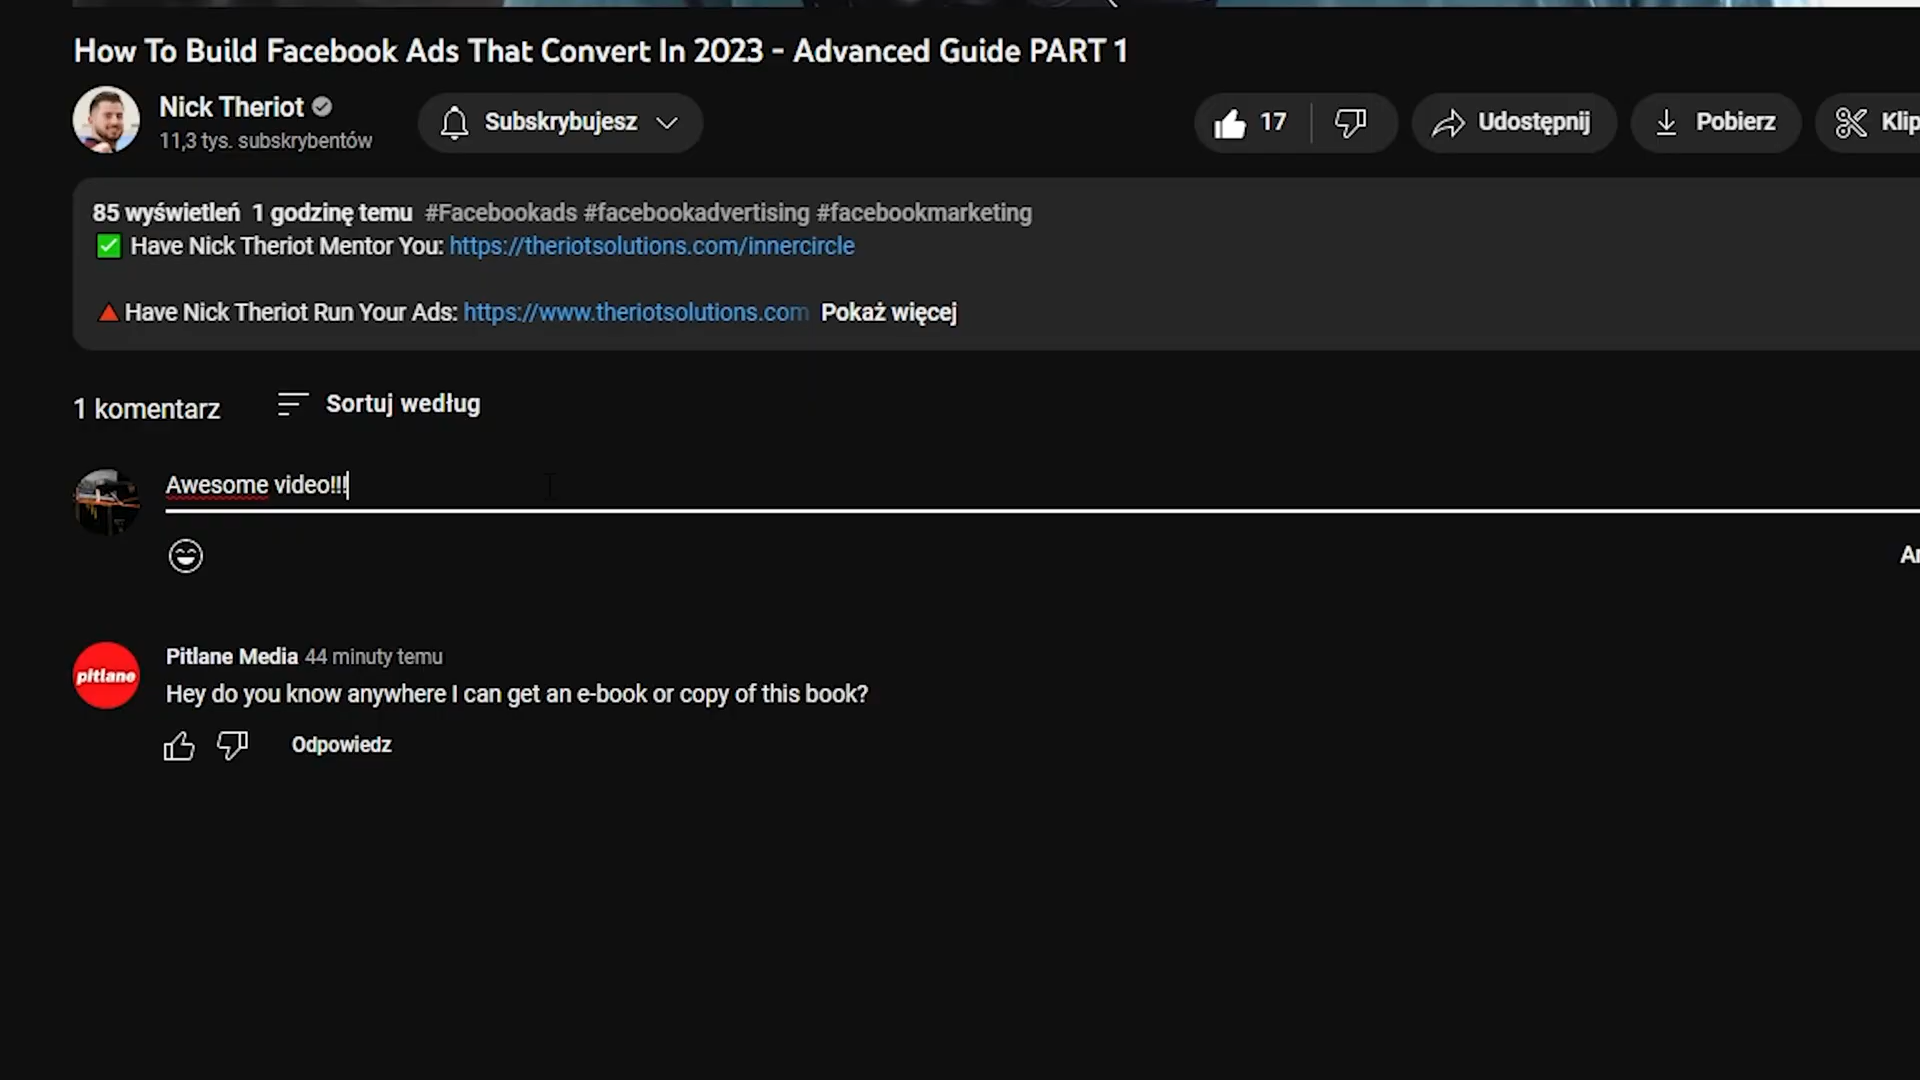 How To Build Facebook Ads That Convert In 2023 - Advanced Guide PART 1
Nick Theriot
11,3 tys. subskrybentów
Subskrybujesz
17
Udostępnij
Pobierz
85 wyświetleń 1 godzinę temu #Facebookads #facebookadvertising #facebookmarketing
Have Nick Theriot Mentor You: https://theriotsolutions.com/innercircle
Have Nick Theriot Run Your Ads: https://www.theriotsolutions.com Pokaż więcej
1 komentarz
Sortuj według
Awesome video!!!
Pitlane Media 44 minuty temu
pitlane
Hey do you know anywhere I can get an e-book or copy of this book?
Odpowiedz